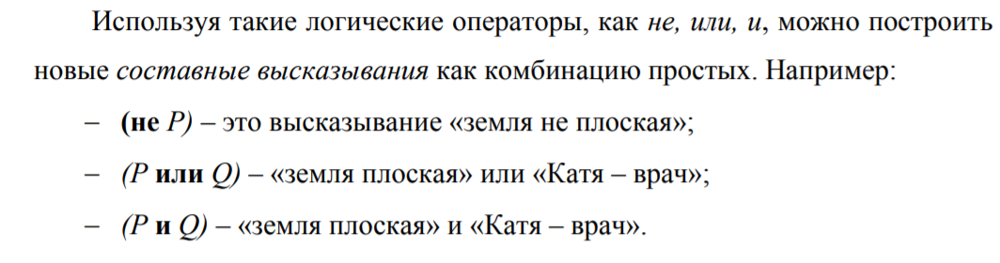 Используя такие логические операторы, как не, или, и, можно построить
новые составные высказывания как комбинацию простых. Например:
– (не P) – это высказывание «земля не плоская»;
– (P или Q) – «земля плоская» или «Катя – врач»;
– (P и Q) – «земля плоская» и «Катя – врач».